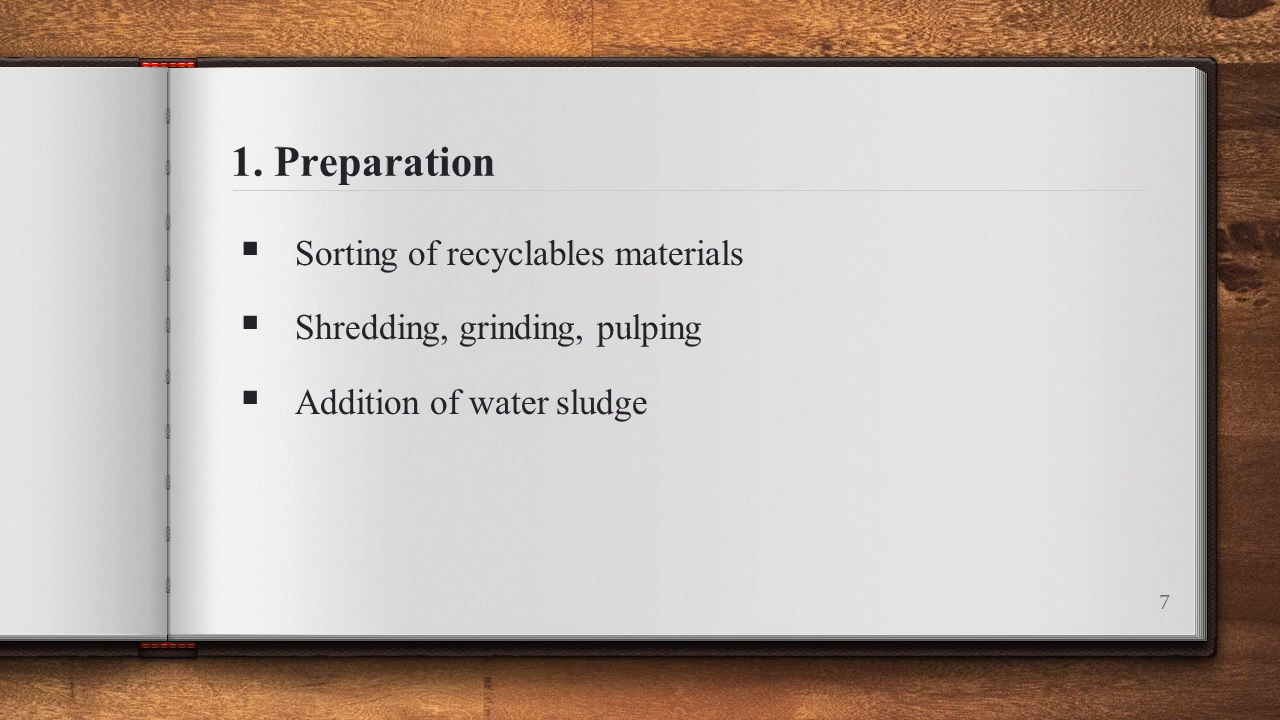 1. Preparation
■ Sorting of recyclables materials
■ Shredding, grinding, pulping
■ Addition of water sludge
7